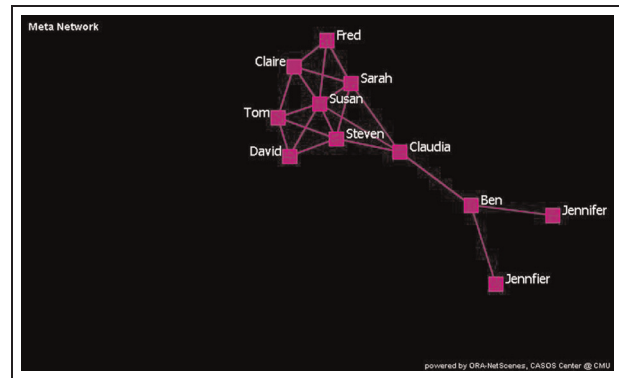 Meta Network
Fred
Claire
Sarah
Susan
Tom
Steven
David
Claudia
Ben
Jennifer
Jennfier
powered by ORA-NetScenes, CASOS Center @ CMU